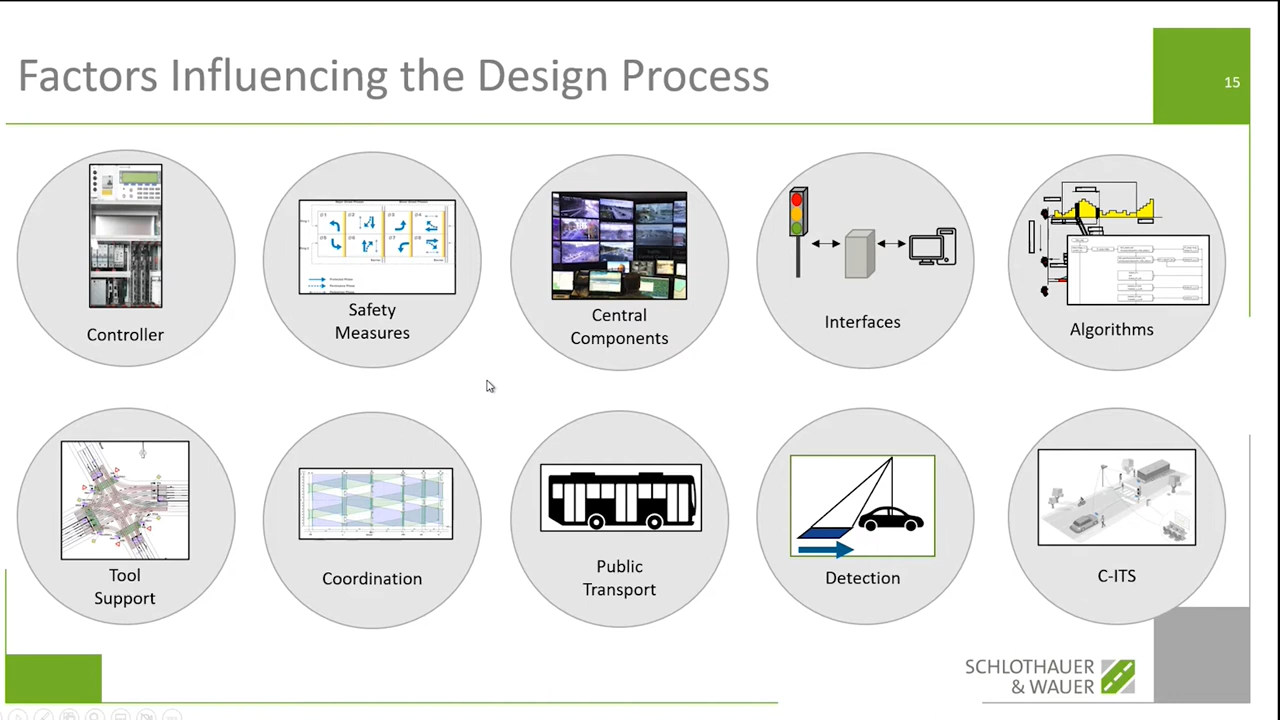 Factors Influencing the Design Process
15
Controller
Safety
Measures
Central
Components
Interfaces
Algorithms
Tool
Support
Coordination
Public
Transport
Detection
C-ITS
SCHLOTHAUER
& WAUER